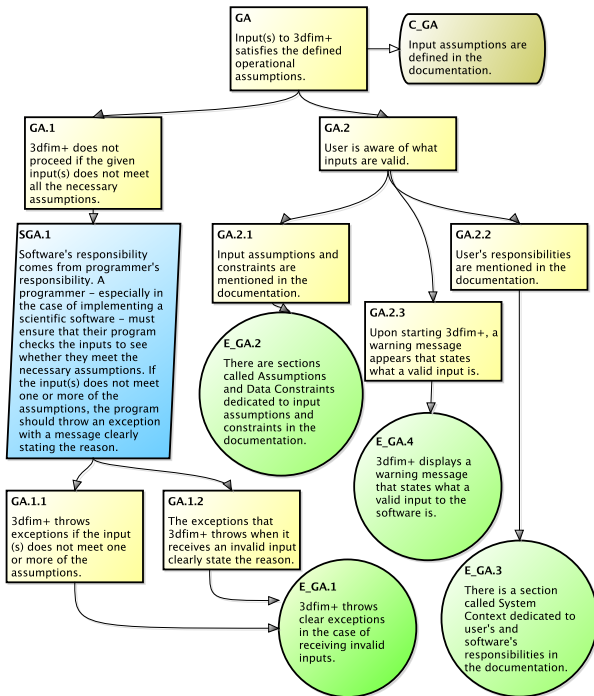 GA
Input(s) to 3dfim+
satisfies the defined
operational
assumptions.
C_GA
Input assumptions are
defined in the
documentation.
GA.1
3dfim+ does not
proceed if the given
input(s) does not meet
all the necessary
assumptions.
GA.2
User is aware of what
inputs are valid.
SGA.1
Software's responsibility
comes from programmer's
responsibility. A
programmer - especially in
the case of implementing a
scientific software - must
ensure that their program
checks the inputs to see
whether they meet the
necessary assumptions. If
the input(s) does not meet
one or more of the
assumptions, the program
should throw an exception
with a message clearly
stating the reason.
GA.2.1
Input assumptions and
constraints are
mentioned in the
documentation.
GA.2.2
User's responsibilities
are mentioned in the
documentation.
GA.2.3
Upon starting 3dfim+, a
warning message
appears that states
what a valid input is.
E_GA.2
There are sections
called Assumptions
and Data Constraints
dedicated to input
assumptions and
constraints in the
documentation.
E_GA.4
3dfim+ displays a
warning message
that states what a
valid input to the
software is.
GA.1.1
3dfim+ throws
exceptions if the input
(s) does not meet one
or more of the
assumptions.
GA.1.2
The exceptions that
3dfim+ throws when it
receives an invalid input
clearly state the reason.
E_GA.1
3dfim+ throws
clear exceptions
in the case of
receiving invalid
inputs.
E_GA.3
There is a section
called System
Context dedicated to
user's and
software's
responsibilities in
the documentation.